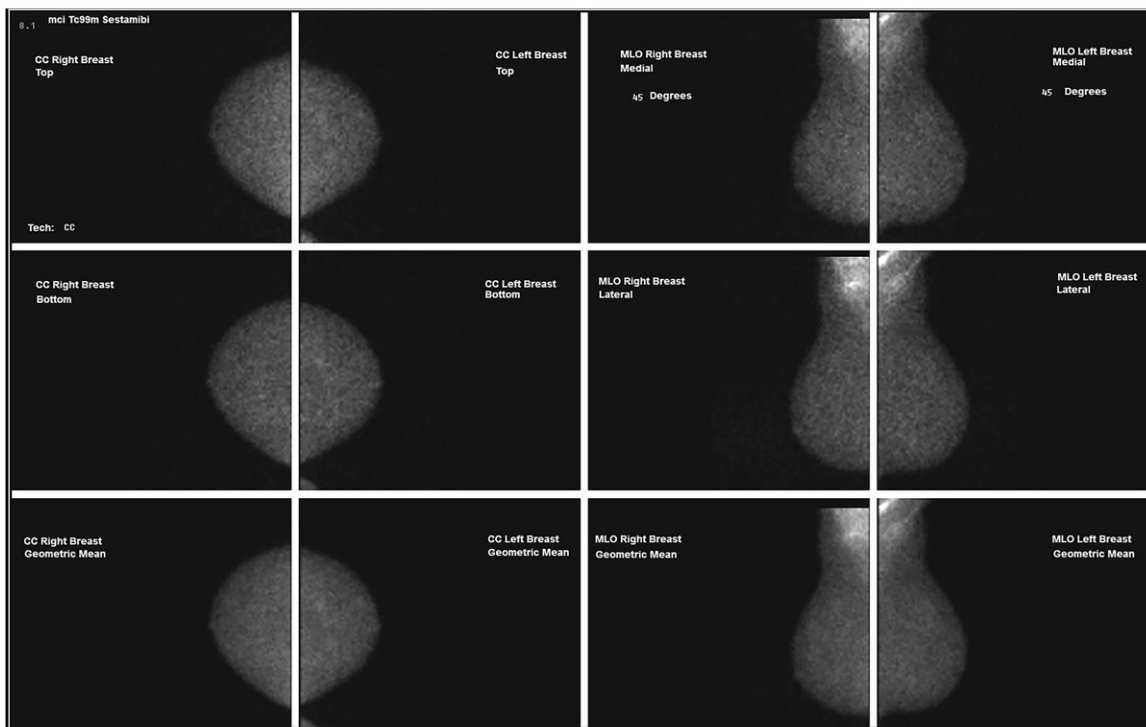 8.1 mci Tc99m Sestamibi
CC Right Breast
Top
CC Left Breast
Top
MLO Right Breast
Medial
45 Degrees
MLO Left Breast
Medial
45 Degrees
Tech: CC
CC Right Breast
Bottom
CC Left Breast
Bottom
MLO Right Breast
Lateral
MLO Left Breast
Lateral
CC Right Breast
Geometric Mean
CC Left Breast
Geometric Mean
MLO Right Breast
Geometric Mean
MLO Left Breast
Geometric Mean